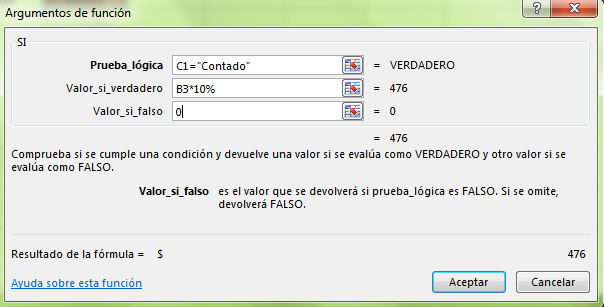 Argumentos de función
SI
Prueba_lógica C1="Contado" = VERDADERO
Valor_si_verdadero B3*10% = 476
Valor_si_falso 0 = 0
= 476
Comprueba si se cumple una condición y devuelve una valor si se evalúa como VERDADERO y otro valor si se
evalúa como FALSO.
Valor_si_falso es el valor que se devolverá si prueba_lógica es FALSO. Si se omite,
devolverá FALSO.
Resultado de la fórmula = $ 476
Ayuda sobre esta función Aceptar Cancelar